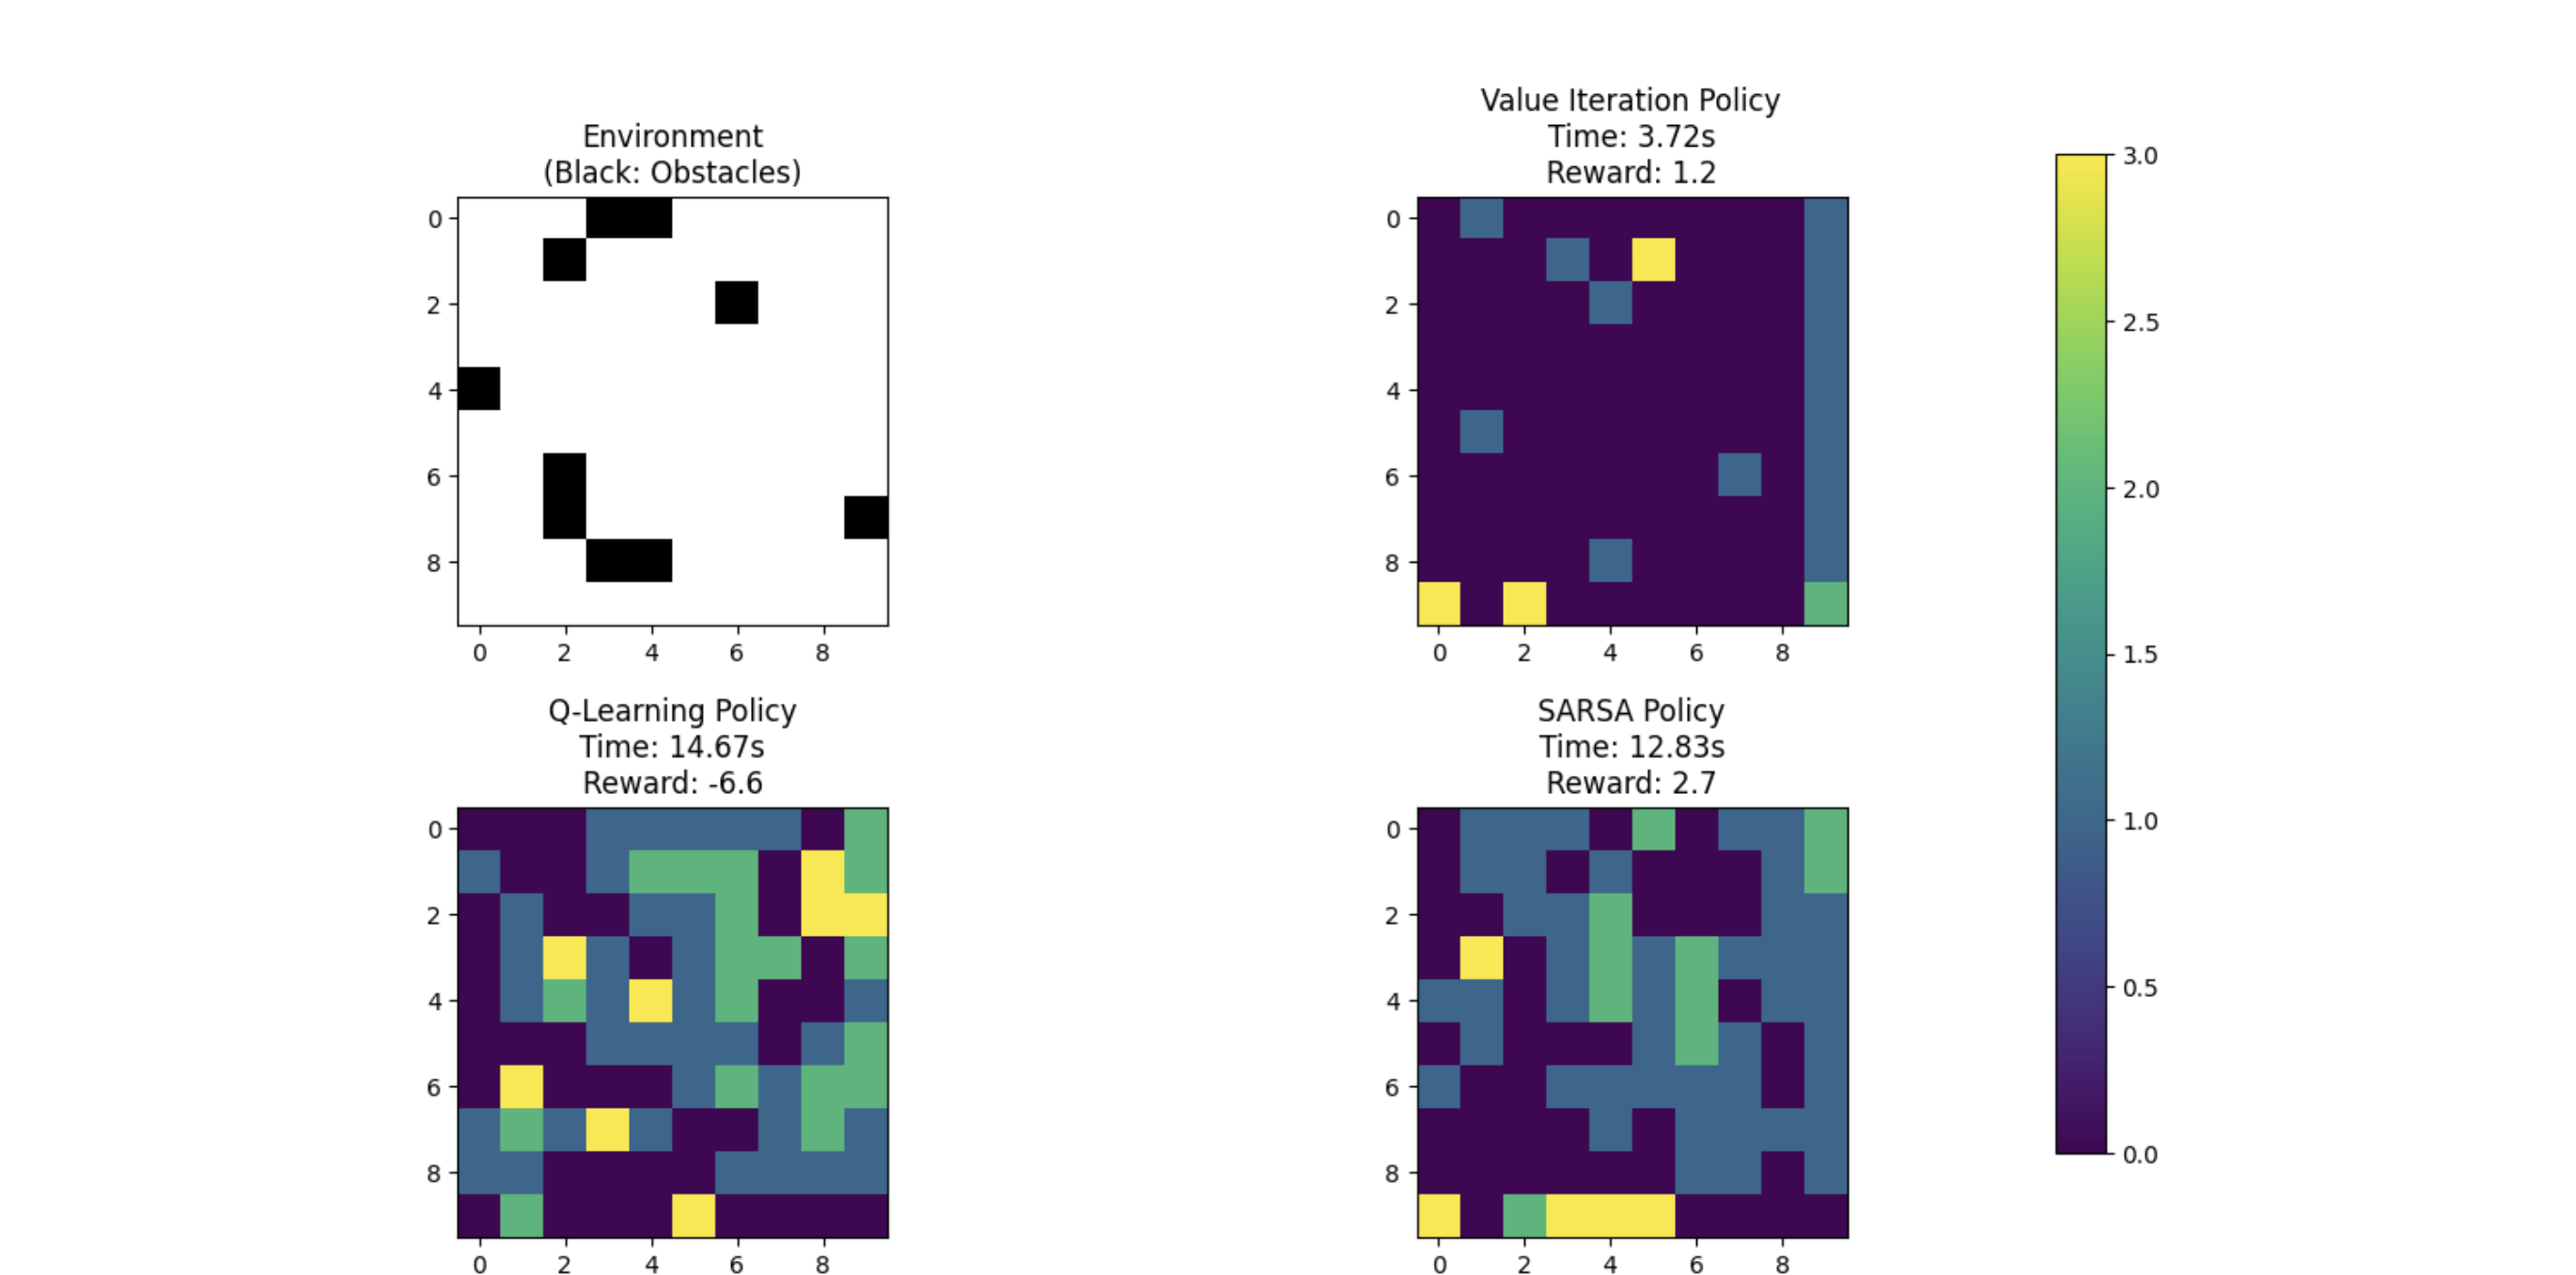 Environment
(Black: Obstacles)
0
2
4
6
8
0 2 4 6 8
Value Iteration Policy
Time: 3.72s
Reward: 1.2
0
2
4
6
8
0 2 4 6 8
Q-Learning Policy
Time: 14.67s
Reward: -6.6
0
2
4
6
8
0 2 4 6 8
SARSA Policy
Time: 12.83s
Reward: 2.7
0
2
4
6
8
0 2 4 6 8
3.0
2.5
2.0
1.5
1.0
0.5
0.0